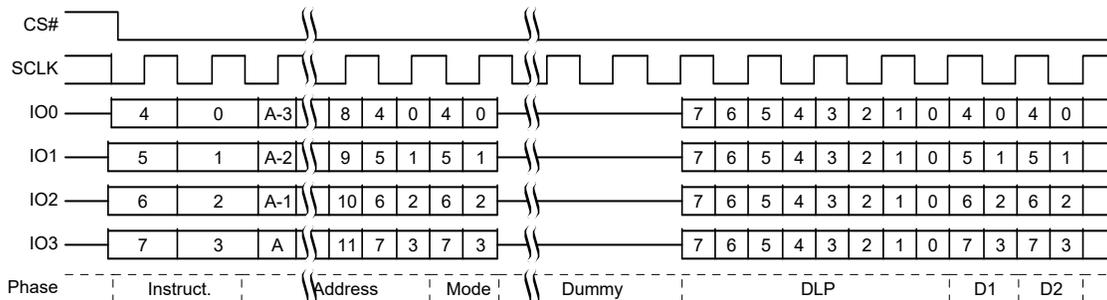 CS#
SCLK
IO0 4 0 A-3 8 4 0 4 0 7 6 5 4 3 2 1 0 4 0 4 0
IO1 5 1 A-2 9 5 1 5 1 7 6 5 4 3 2 1 0 5 1 5 1
IO2 6 2 A-1 10 6 2 6 2 7 6 5 4 3 2 1 0 6 2 6 2
IO3 7 3 A 11 7 3 7 3 7 6 5 4 3 2 1 0 7 3 7 3
Phase Instruct. Address Mode Dummy DLP D1 D2